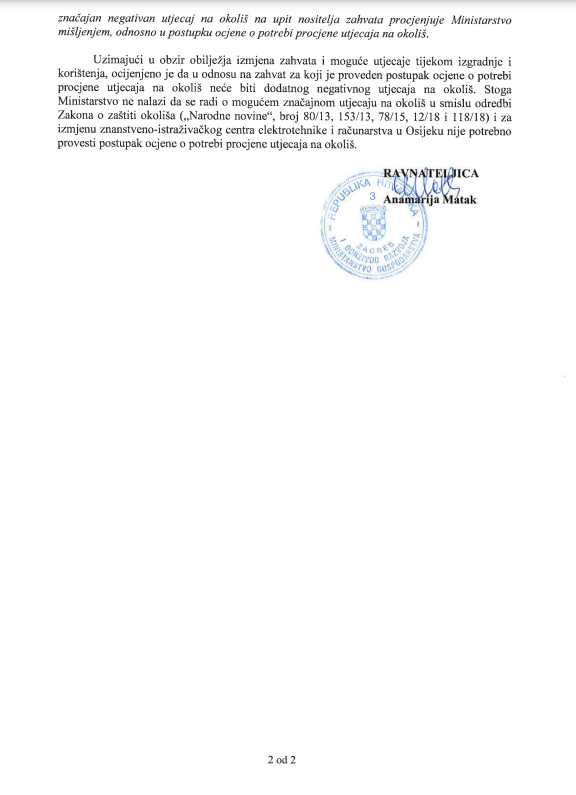 značajan negativan utjecaj na okoliš na upit nositelja zahvata procjenjuje Ministarstvo
mišljenjem, odnosno u postupku ocjene o potrebi procjene utjecaja na okoliš.
Uzimajući u obzir obilježja izmjena zahvata i moguće utjecaje tijekom izgradnje i
korištenja, ocijenjeno je da u odnosu na zahvat za koji je proveden postupak ocjene o potrebi
procjene utjecaja na okoliš neće biti dodatnog negativnog utjecaja na okoliš. Stoga
Ministarstvo ne nalazi da se radi o mogućem značajnom utjecaju na okoliš u smislu odredbi
Zakona o zaštiti okoliša („Narodne novine“, broj 80/13, 153/13, 78/15, 12/18 i 118/18) i za
izmjenu znanstveno-istraživačkog centra elektrotehnike i računarstva u Osijeku nije potrebno
provesti postupak ocjene o potrebi procjene utjecaja na okoliš.
RAVNATELJICA
Anamarija Matak
REPUBLIKA HRVATSKA
3
ZAGREB
I ODRŽIVOG RAZVOJA
MINISTARSTVO GOSPODARSTVA
2 od 2